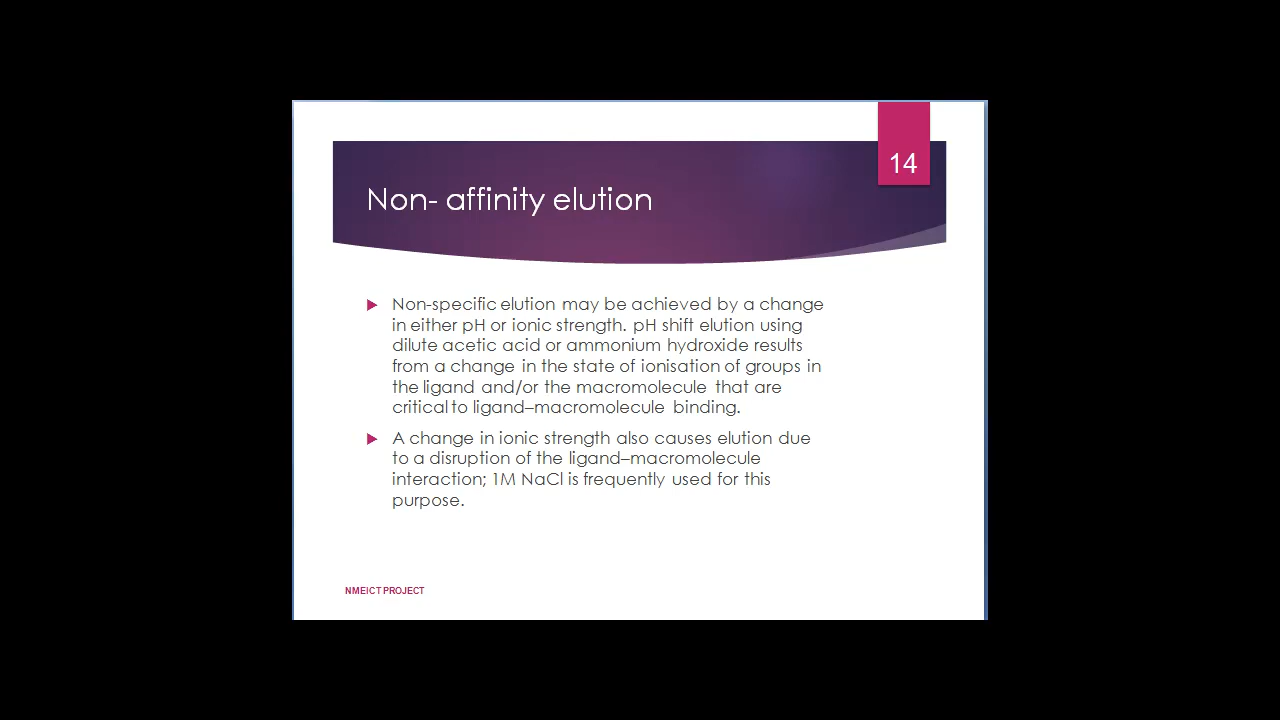 14
Non- affinity elution
Non-specific elution may be achieved by a change
in either pH or ionic strength. pH shift elution using
dilute acetic acid or ammonium hydroxide results
from a change in the state of ionisation of groups in
the ligand and/or the macromolecule that are
critical to ligand–macromolecule binding.
A change in ionic strength also causes elution due
to a disruption of the ligand–macromolecule
interaction; 1M NaCl is frequently used for this
purpose.
NMEICT PROJECT